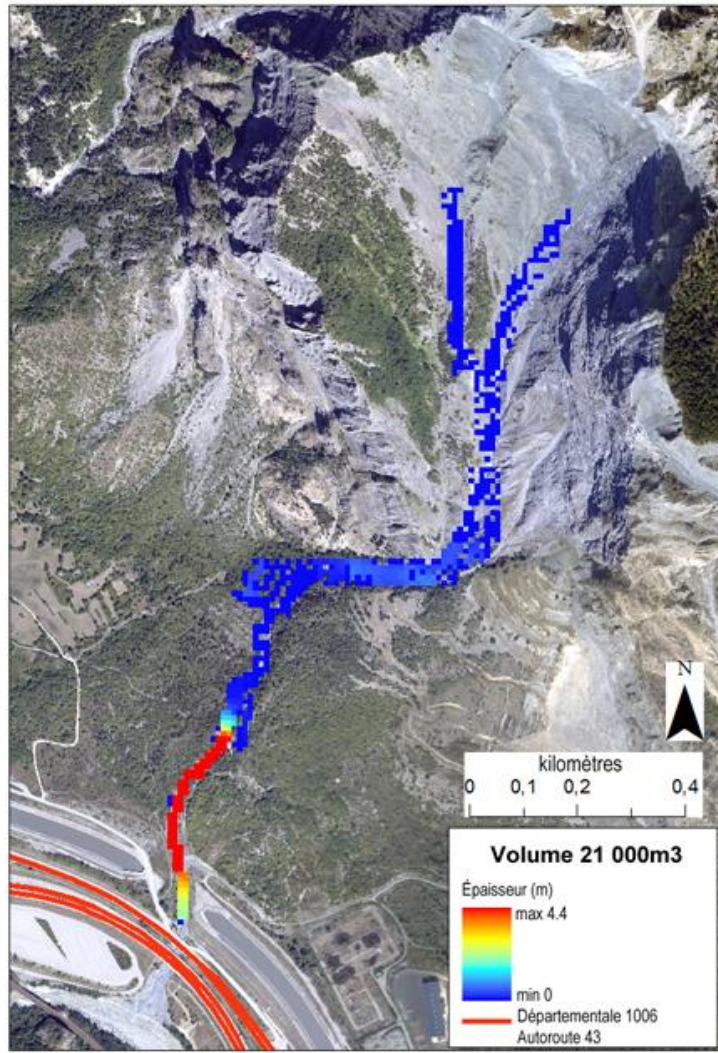 N
kilomètres
0 0,1 0,2 0,4
Volume 21 000m3
Épaisseur (m)
max 4.4
min 0
Départementale 1006
Autoroute 43